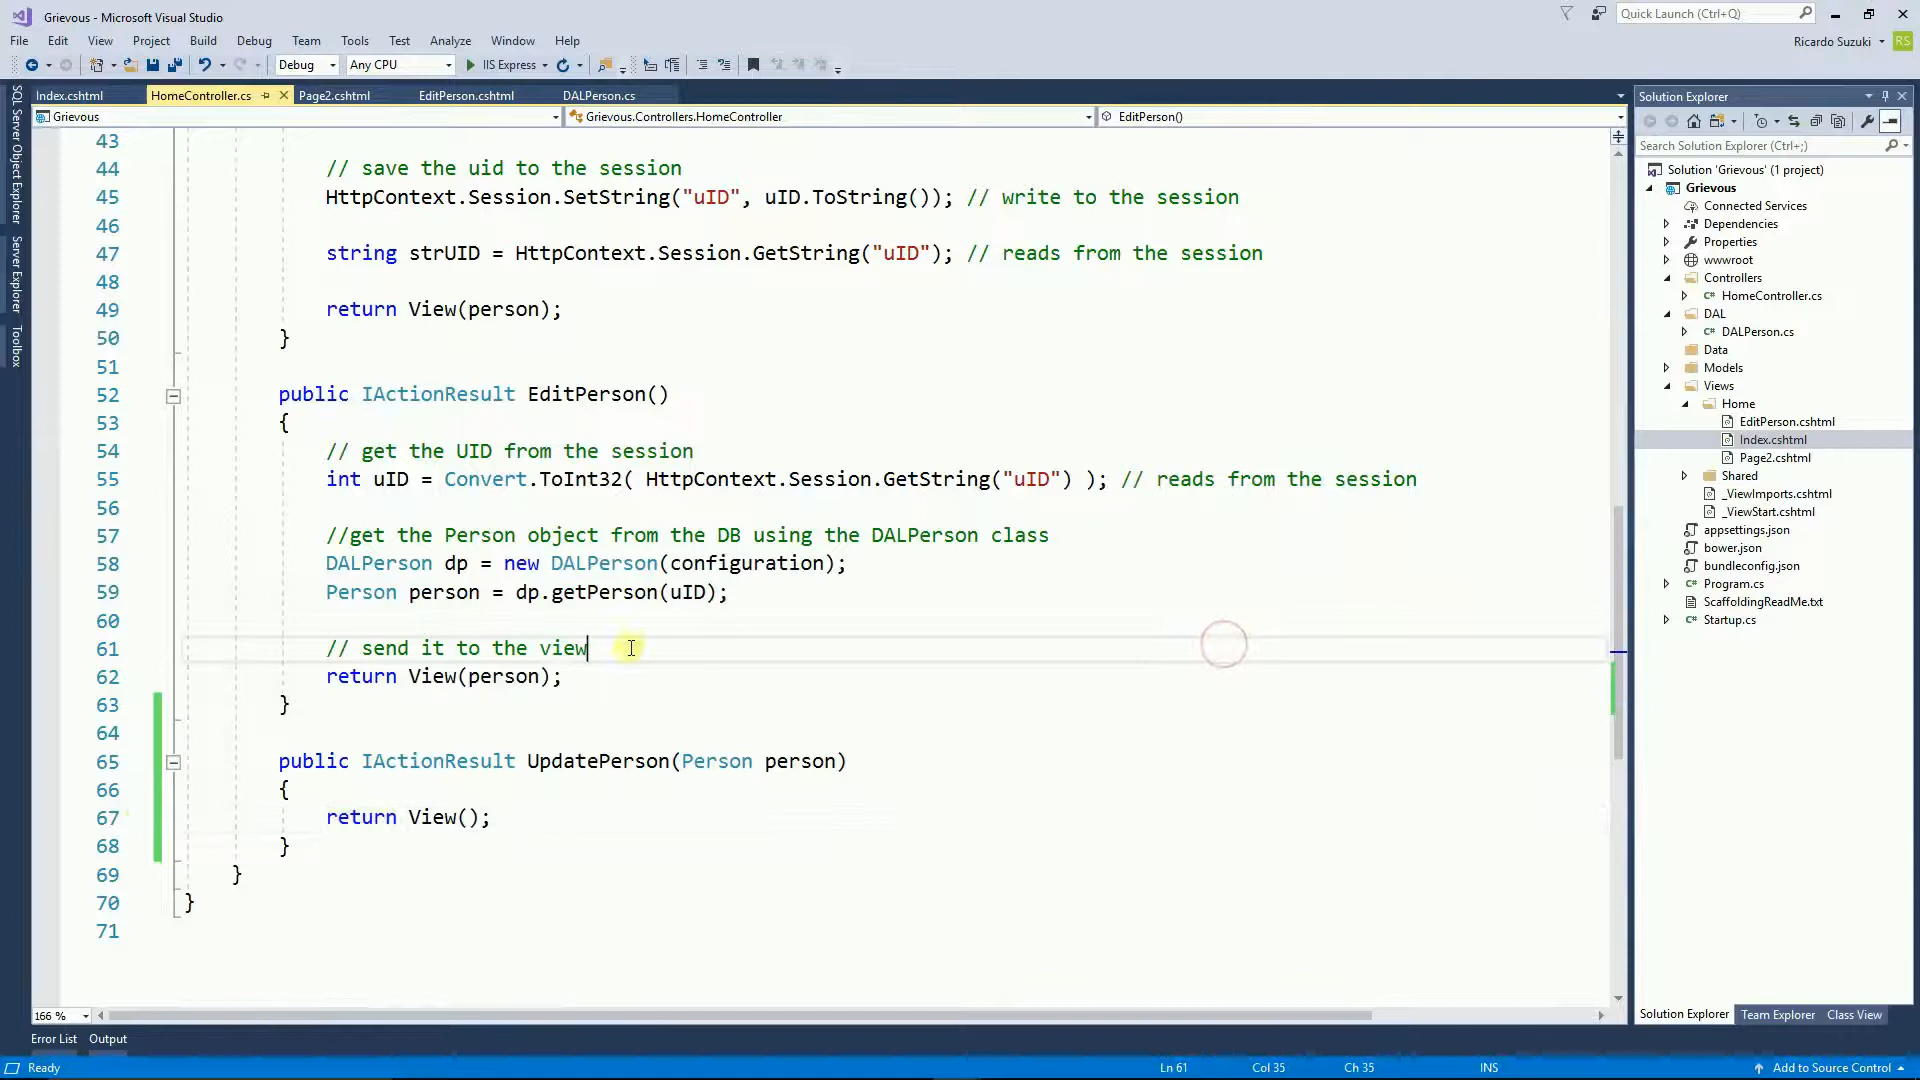 Grievous - Microsoft Visual Studio
Quick Launch (Ctrl+Q)
File Edit View Project Build Debug Team Tools Test Analyze Window Help
Ricardo Suzuki
RS
Debug
Any CPU
IIS Express
Index.cshtml
HomeController.cs
Page2.cshtml
EditPerson.cshtml
DALPerson.cs
Grievous
Grievous.Controllers.HomeController
EditPerson()
SQL Server Object Explorer
Server Explorer
Toolbox
43
44 // save the uid to the session
45 HttpContext.Session.SetString("uID", uID.ToString()); // write to the session
46
47 string strUID = HttpContext.Session.GetString("uID"); // reads from the session
48
49 return View(person);
50 }
51
52 public IActionResult EditPerson()
53 {
54 // get the UID from the session
55 int uID = Convert.ToInt32( HttpContext.Session.GetString("uID") ); // reads from the session
56
57 //get the Person object from the DB using the DALPerson class
58 DALPerson dp = new DALPerson(configuration);
59 Person person = dp.getPerson(uID);
60
61 // send it to the view
62 return View(person);
63 }
64
65 public IActionResult UpdatePerson(Person person)
66 {
67 return View();
68 }
69 }
70 }
71
166 %
Solution Explorer
Search Solution Explorer (Ctrl+;)
Solution 'Grievous' (1 project)
Grievous
Connected Services
Dependencies
Properties
wwwroot
Controllers
C# HomeController.cs
DAL
C# DALPerson.cs
Data
Models
Views
Home
EditPerson.cshtml
Index.cshtml
Page2.cshtml
Shared
_ViewImports.cshtml
_ViewStart.cshtml
appsettings.json
bower.json
bundleconfig.json
C# Program.cs
ScaffoldingReadMe.txt
C# Startup.cs
Solution Explorer Team Explorer Class View
Error List Output
Ready
Ln 61
Col 35
Ch 35
INS
Add to Source Control